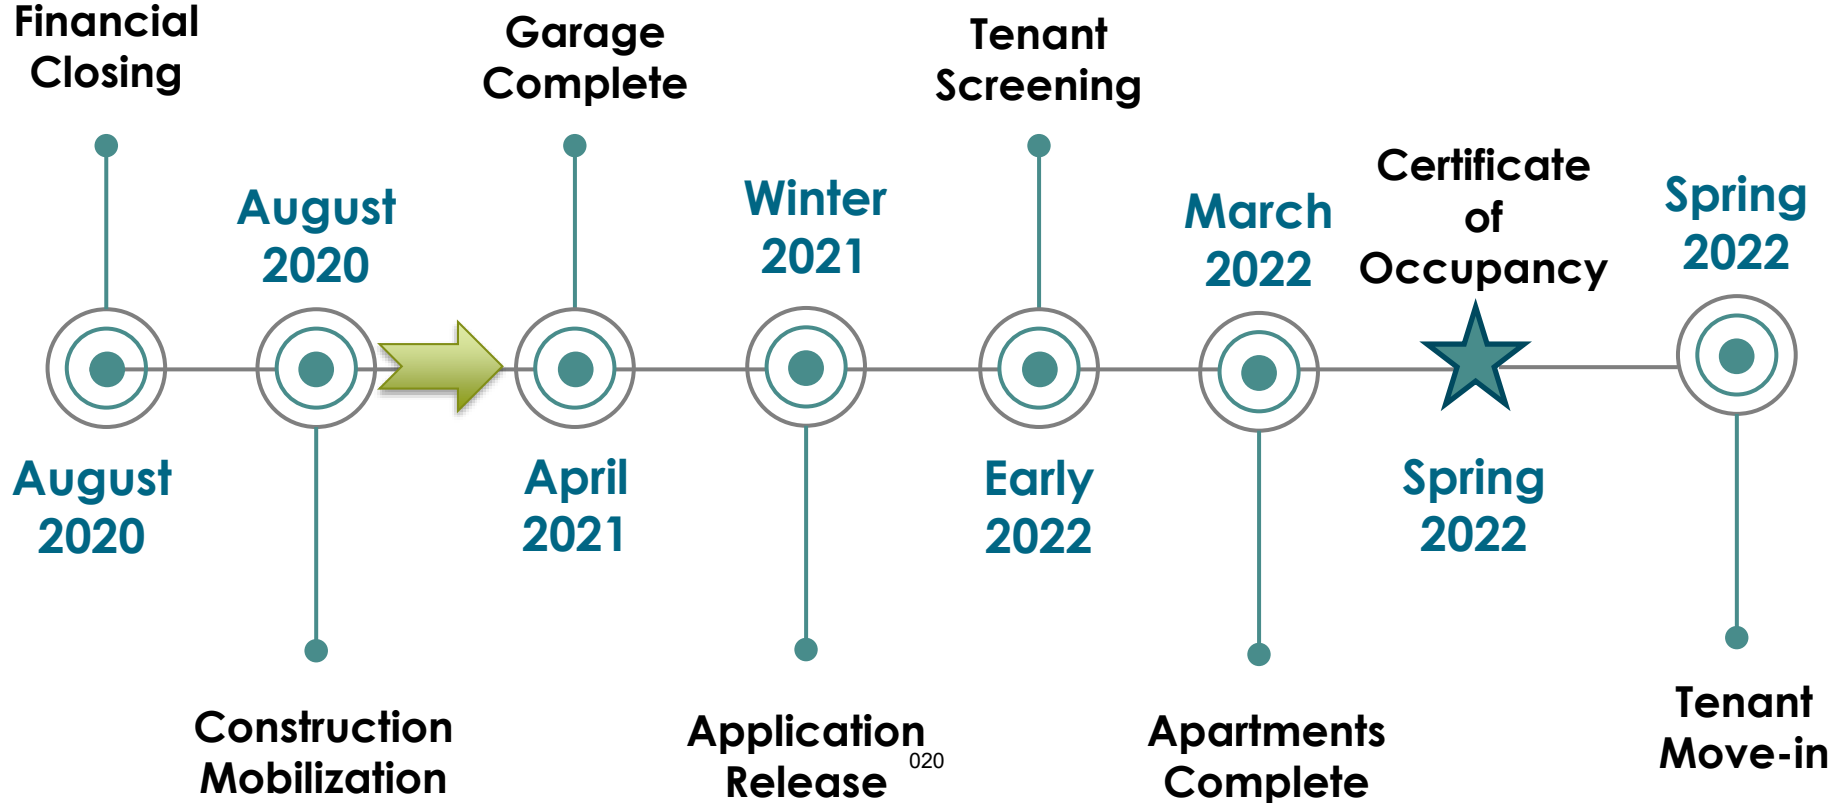 Financial
Closing
August
2020
August
2020
Construction
Mobilization
Garage
Complete
April
2021
Winter
2021
Application
Release
020
Tenant
Screening
Early
2022
March
2022
Apartments
Complete
Certificate
of
Occupancy
Spring
2022
Spring
2022
Tenant
Move-in